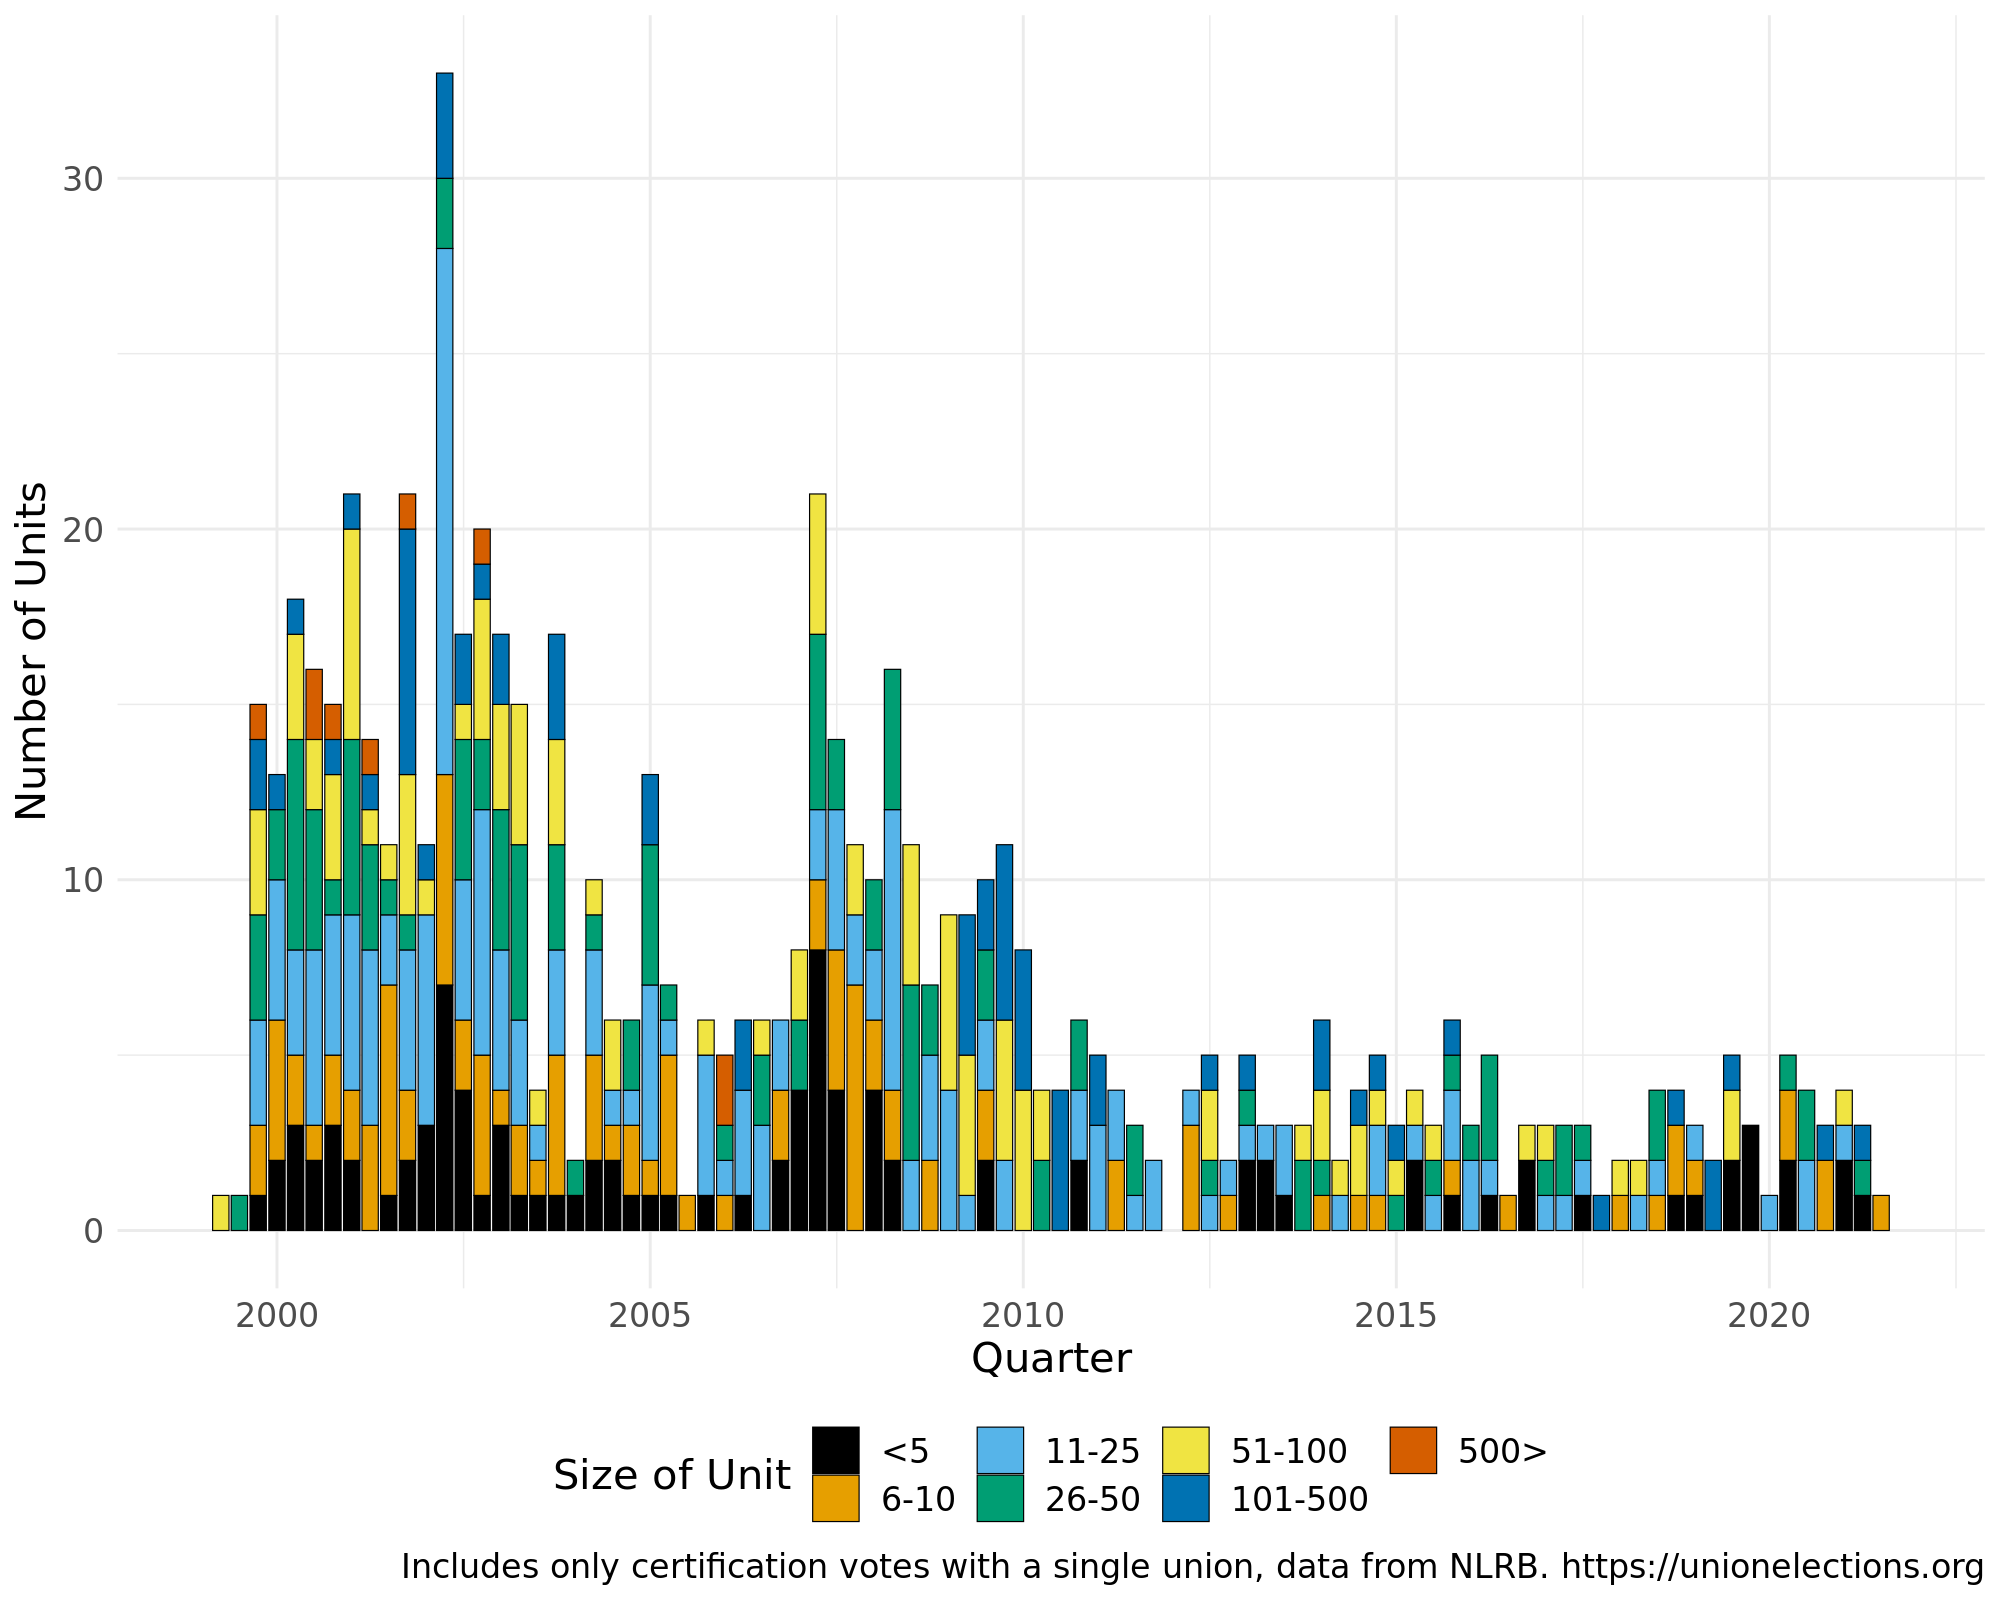 Number of Units
30
20
10
0
2000 2005 2010 2015 2020
Quarter
Size of Unit
<5 11-25 51-100 500>
6-10 26-50 101-500
Includes only certification votes with a single union, data from NLRB. https://unionelections.org